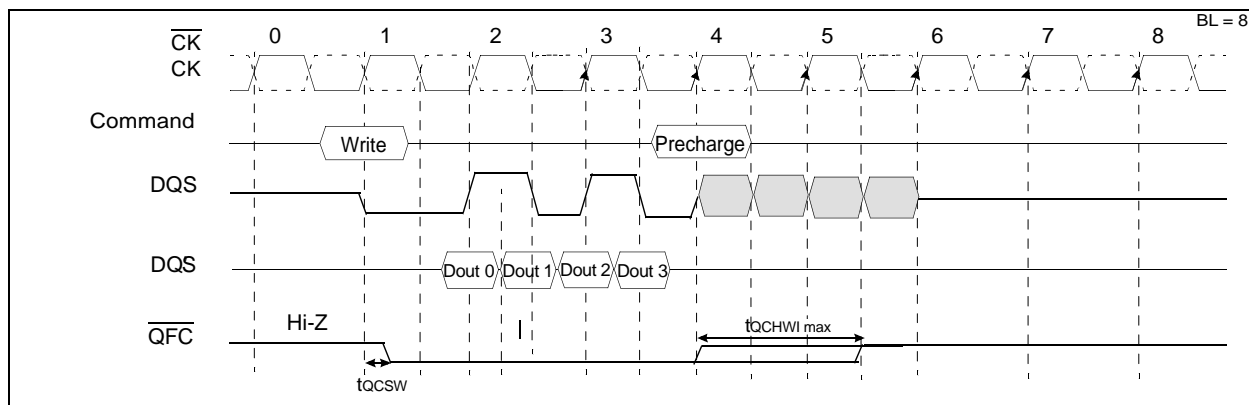 BL = 8
0 1 2 3 4 5 6 7 8
CK
CK
Command
Write
Precharge
DQS
DQS
Dout 0 Dout 1 Dout 2 Dout 3
Hi-Z
QFC
tQCHWI max
tQCSW